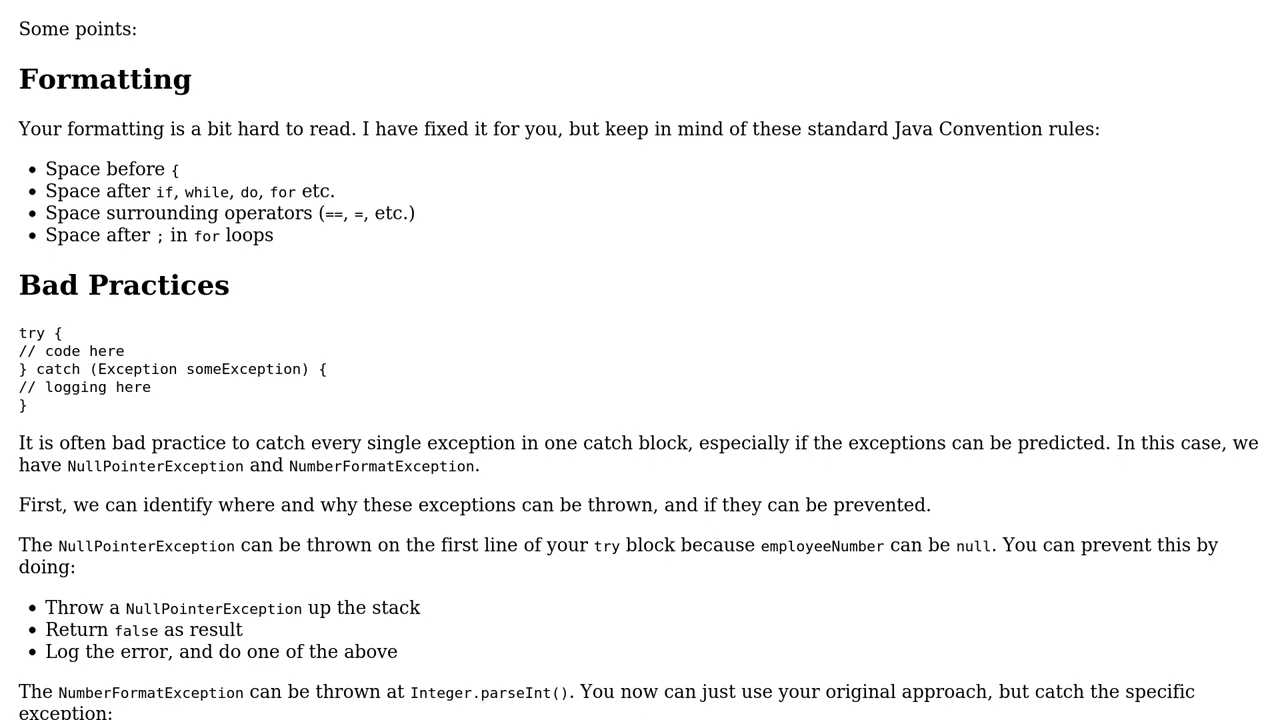 Some points:
Formatting
Your formatting is a bit hard to read. I have fixed it for you, but keep in mind of these standard Java Convention rules:
• Space before {
• Space after if, while, do, for etc.
• Space surrounding operators (==, =, etc.)
• Space after ; in for loops
Bad Practices
try {
// code here
} catch (Exception someException) {
// logging here
}
It is often bad practice to catch every single exception in one catch block, especially if the exceptions can be predicted. In this case, we
have NullPointerException and NumberFormatException.
First, we can identify where and why these exceptions can be thrown, and if they can be prevented.
The NullPointerException can be thrown on the first line of your try block because employeeNumber can be null. You can prevent this by
doing:
• Throw a NullPointerException up the stack
• Return false as result
• Log the error, and do one of the above
The NumberFormatException can be thrown at Integer.parseInt(). You now can just use your original approach, but catch the specific
exception: